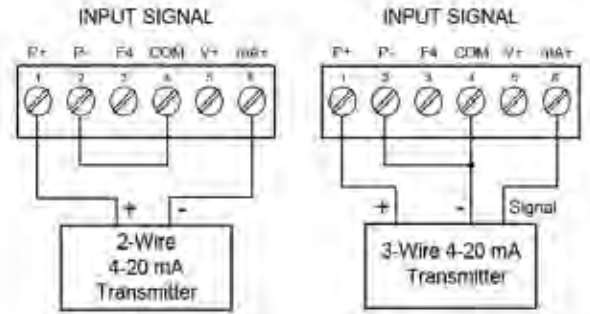 INPUT SIGNAL
P+ P- F4 COM V+ mA+
1 2 3 4 5 6
+ -
2-Wire
4-20 mA
Transmitter
INPUT SIGNAL
P+ P- F4 COM V+ mA+
1 2 3 4 5 6
+ - Signal
3-Wire 4-20 mA
Transmitter